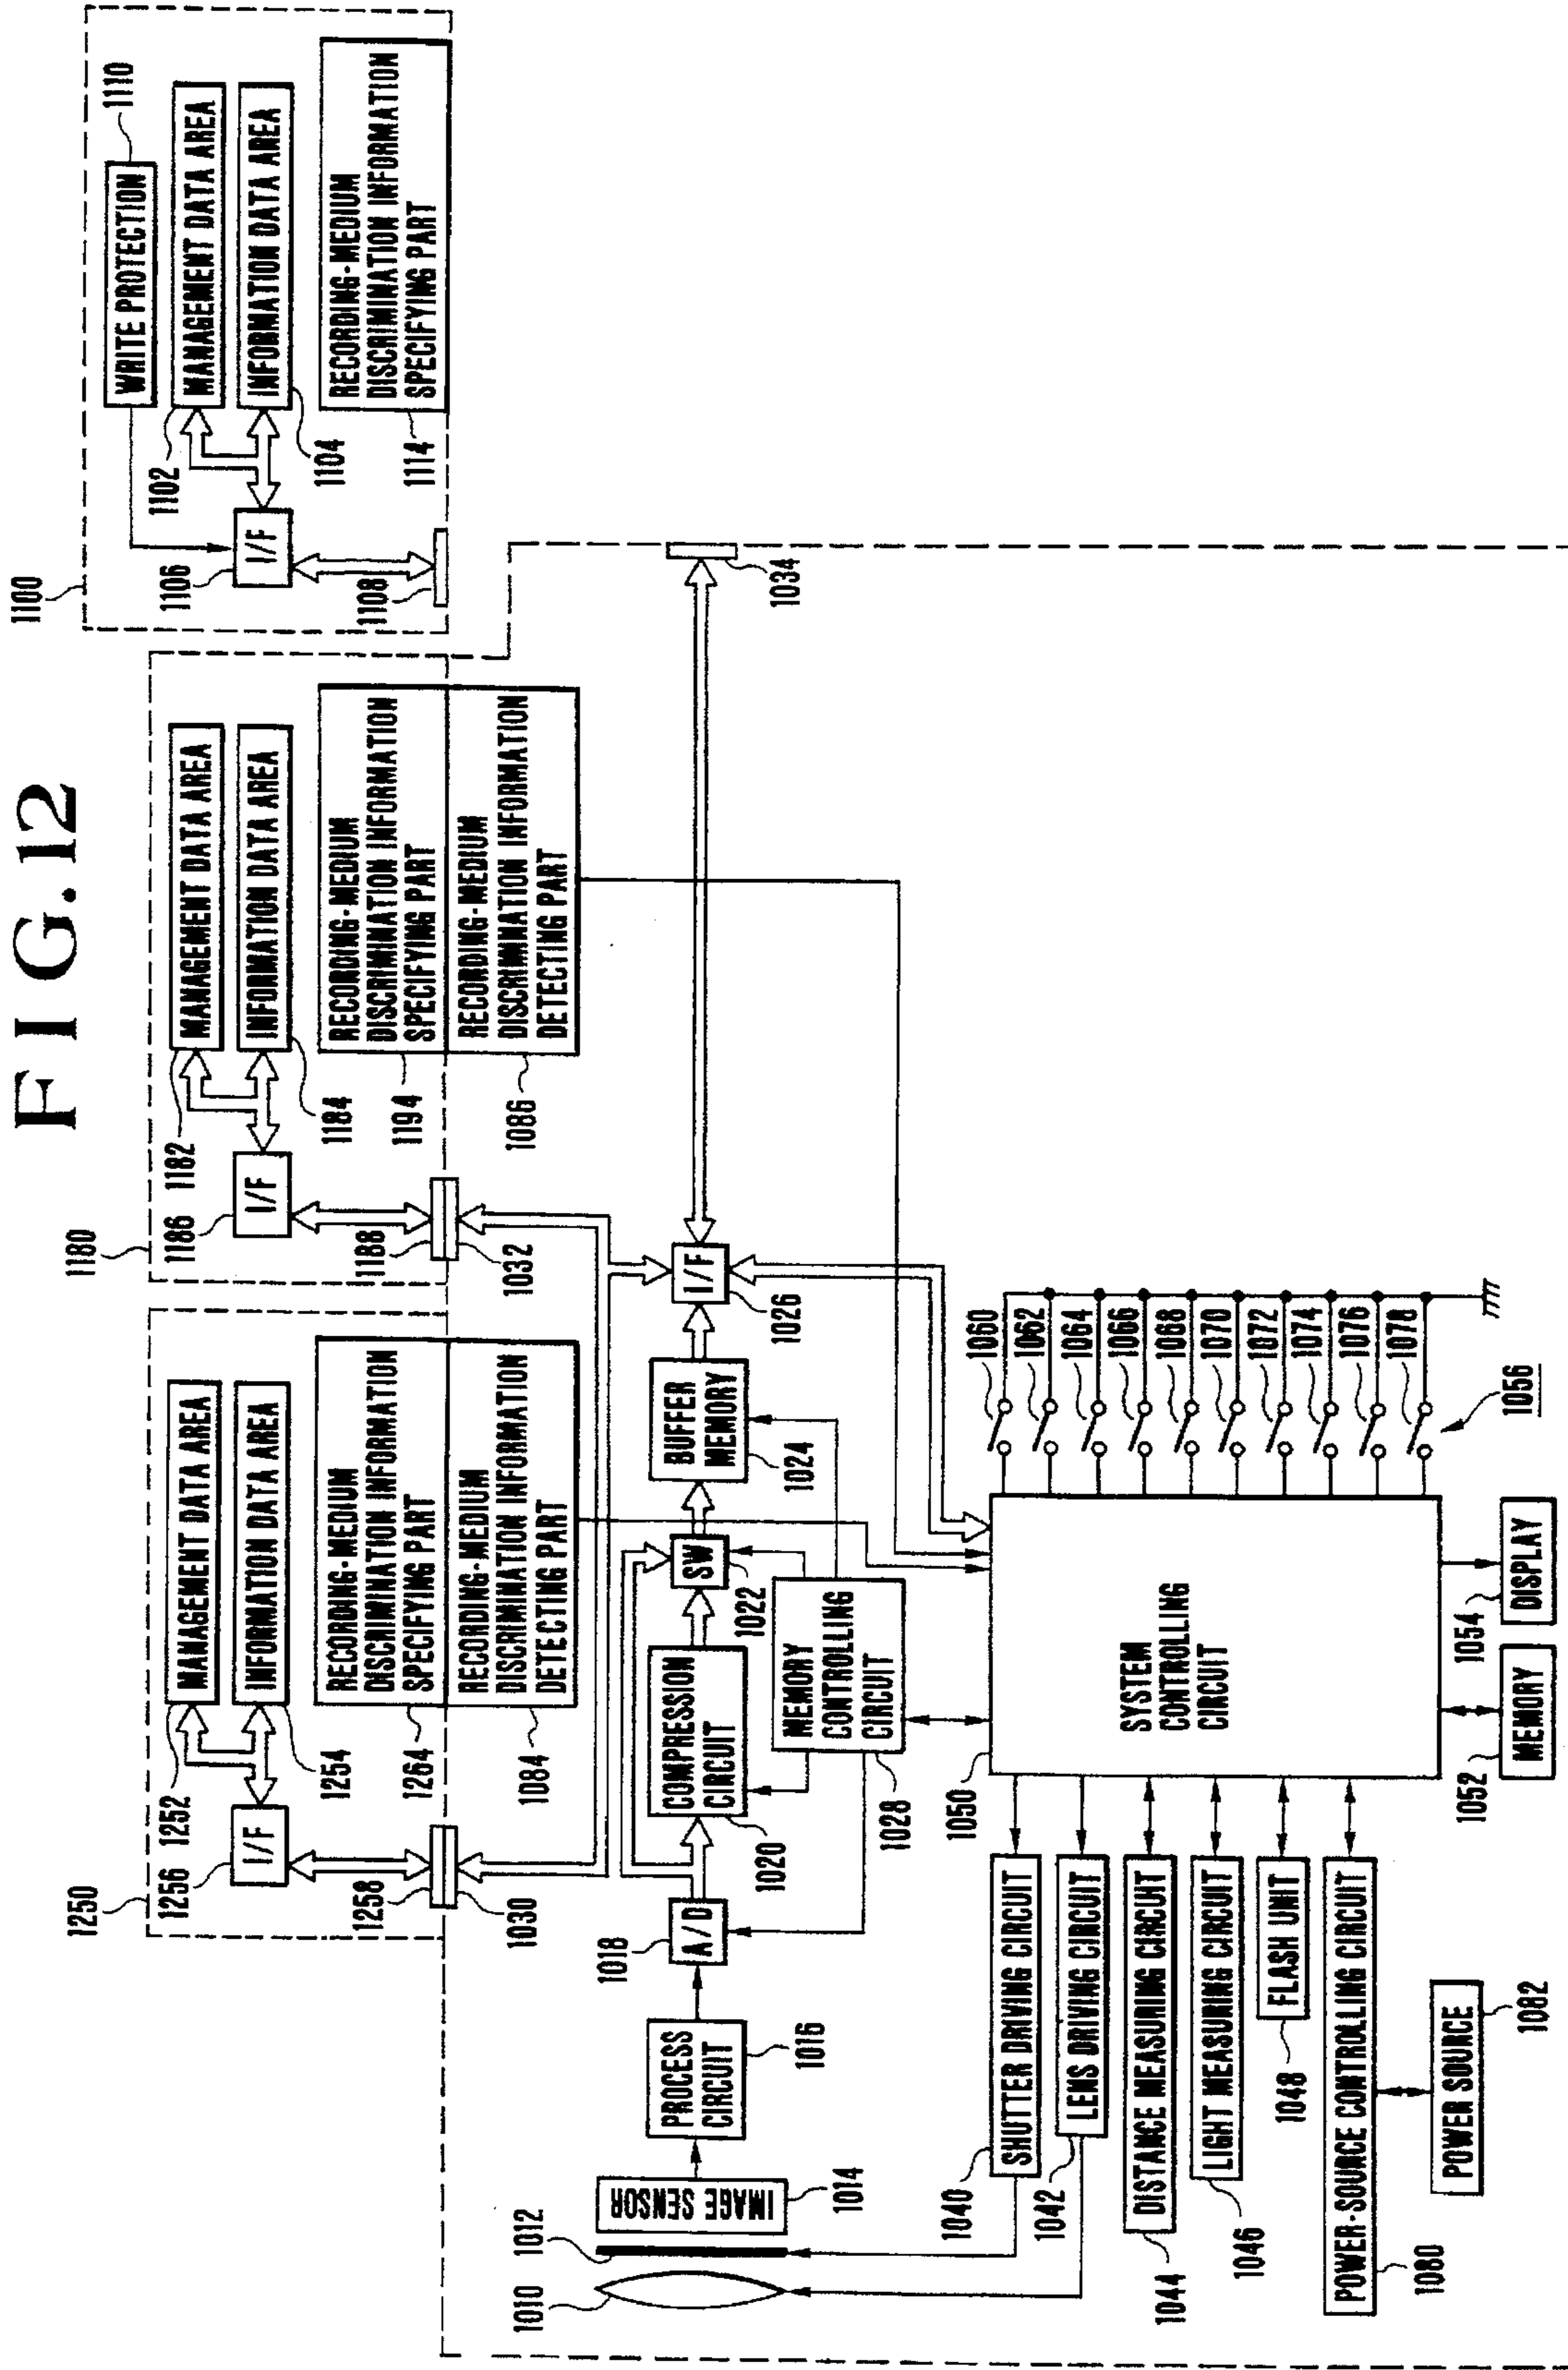 FIG.12
1250
1252
MANAGEMENT DATA AREA
1256
I/F
INFORMATION DATA AREA
1254
1258
RECORDING-MEDIUM
DISCRIMINATION INFORMATION
SPECIFYING PART
1264
1030
RECORDING-MEDIUM
DISCRIMINATION INFORMATION
DETECTING PART
1084
1180
1182
MANAGEMENT DATA AREA
1186
I/F
INFORMATION DATA AREA
1184
1188
RECORDING-MEDIUM
DISCRIMINATION INFORMATION
SPECIFYING PART
1194
1032
RECORDING-MEDIUM
DISCRIMINATION INFORMATION
DETECTING PART
1086
1100
WRITE PROTECTION
1110
1102
MANAGEMENT DATA AREA
1106
I/F
INFORMATION DATA AREA
1104
1108
RECORDING-MEDIUM
DISCRIMINATION INFORMATION
SPECIFYING PART
1114
1010
1012
IMAGE SENSOR
1014
PROCESS
CIRCUIT
1016
1018
A/D
COMPRESSION
CIRCUIT
1020
SW
1022
BUFFER
MEMORY
1024
I/F
1026
1034
MEMORY
CONTROLLING
CIRCUIT
1028
1040
SHUTTER DRIVING CIRCUIT
1042
LENS DRIVING CIRCUIT
DISTANCE MEASURING CIRCUIT
1044
LIGHT MEASURING CIRCUIT
1046
FLASH UNIT
1048
POWER-SOURCE CONTROLLING CIRCUIT
1080
POWER SOURCE
1082
1050
SYSTEM
CONTROLLING
CIRCUIT
1052
MEMORY
1054
DISPLAY
1060
1062
1064
1066
1068
1070
1072
1074
1076
1078
1056